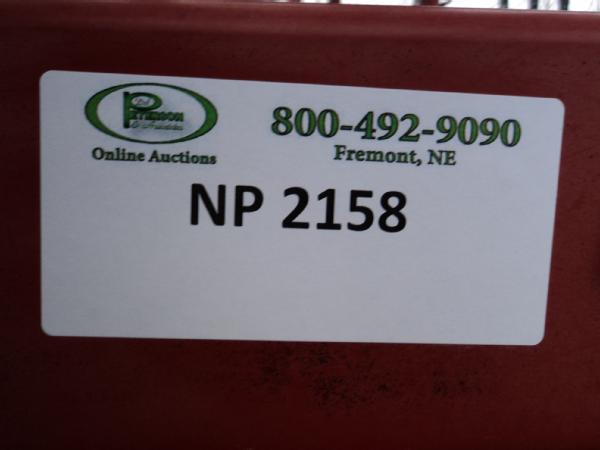 800-492-9090
Fremont, NE
Online Auctions
NP 2158